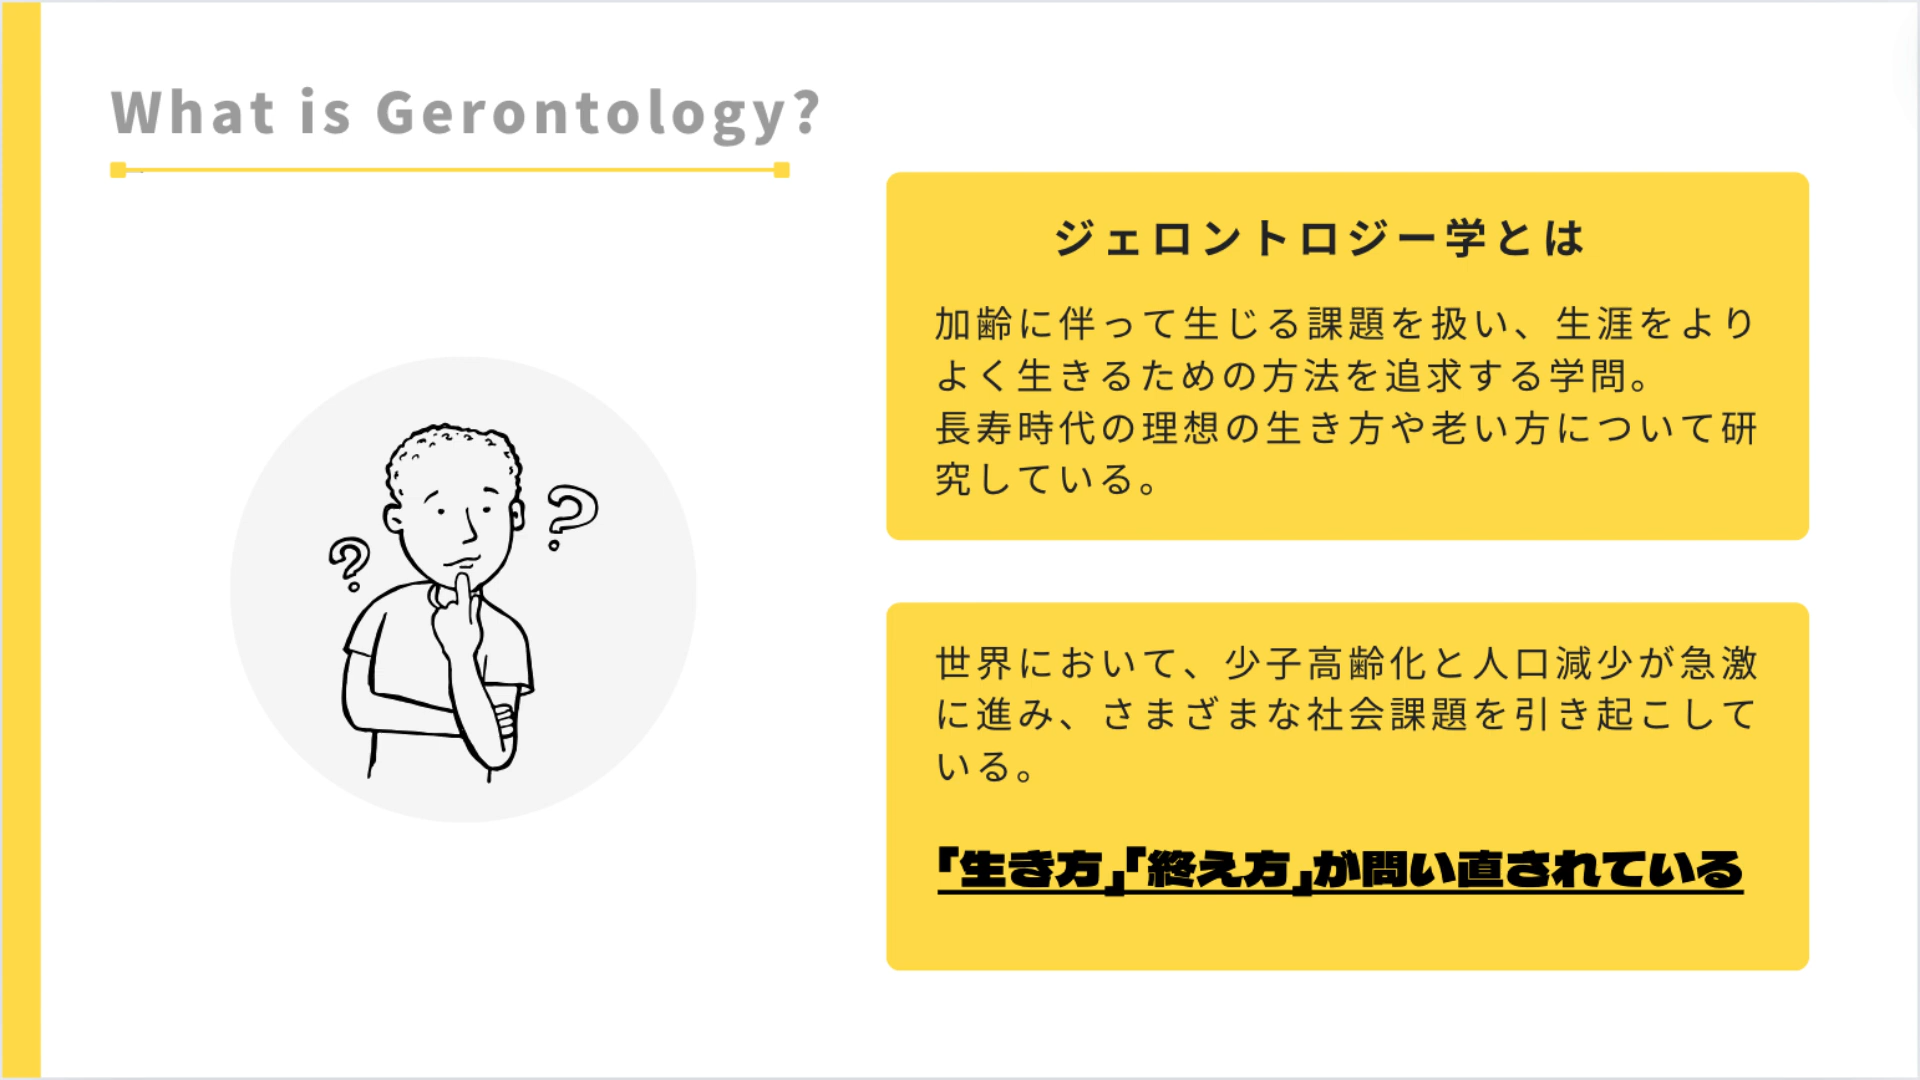 What is Gerontology?
ジェロントロジー学とは
加齢に伴って生じる課題を扱い、生涯をより
よく生きるための方法を追求する学問。
長寿時代の理想の生き方や老い方について研
究している。
? ?
世界において、少子高齢化と人口減少が急激
に進み、さまざまな社会課題を引き起こして
いる。
「生き方」「終え方」が問い直されている